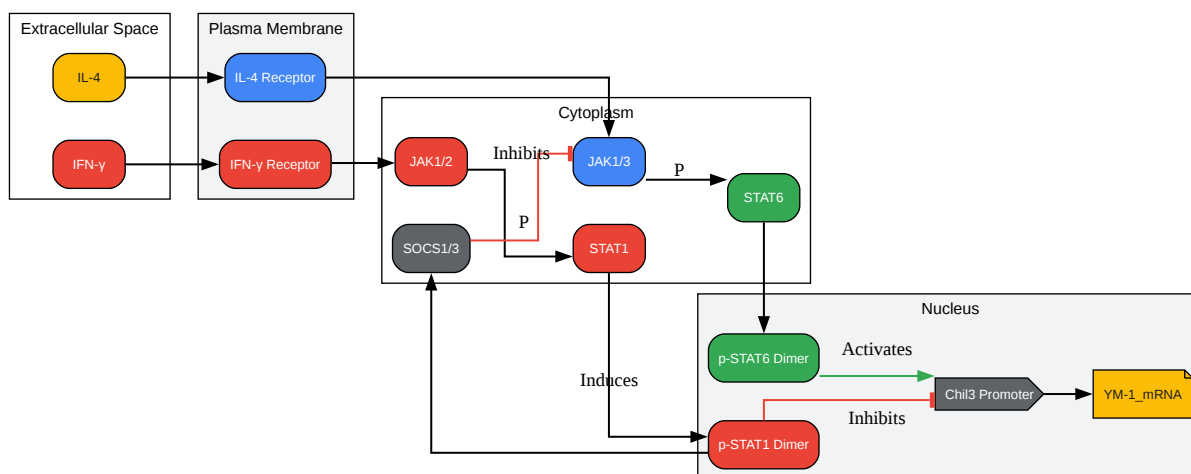 Extracellular Space
Plasma Membrane
IL-4
IL-4 Receptor
Cytoplasm
IFN-γ
IFN-γ Receptor
JAK1/2
Inhibits
JAK1/3
P
STAT6
SOCS1/3
P
STAT1
Nucleus
p-STAT6 Dimer
Activates
Induces
Chil3 Promoter
YM-1_mRNA
Inhibits
p-STAT1 Dimer